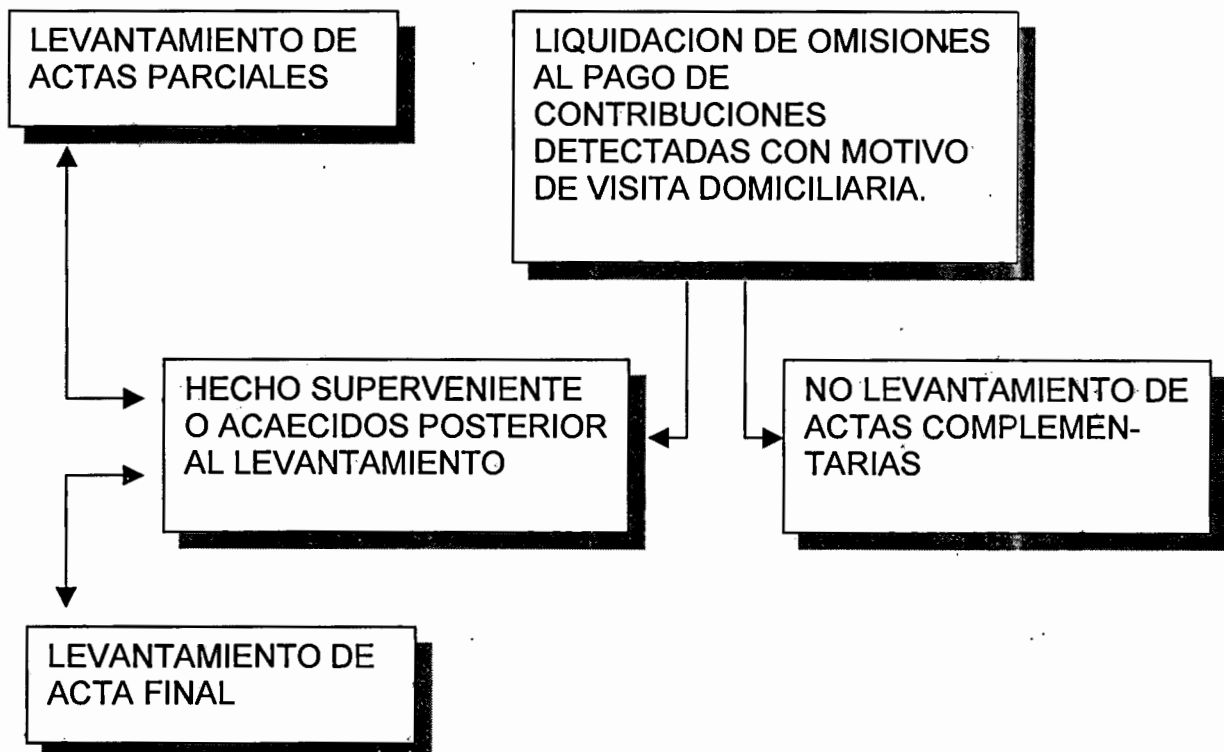 LEVANTAMIENTO DE
ACTAS PARCIALES
LIQUIDACION DE OMISIONES
AL PAGO DE
CONTRIBUCIONES
DETECTADAS CON MOTIVO
DE VISITA DOMICILIARIA.
HECHO SUPERVENIENTE
O ACAECIDOS POSTERIOR
AL LEVANTAMIENTO
NO LEVANTAMIENTO DE
ACTAS COMPLEMEN-
TARIAS
LEVANTAMIENTO DE
ACTA FINAL